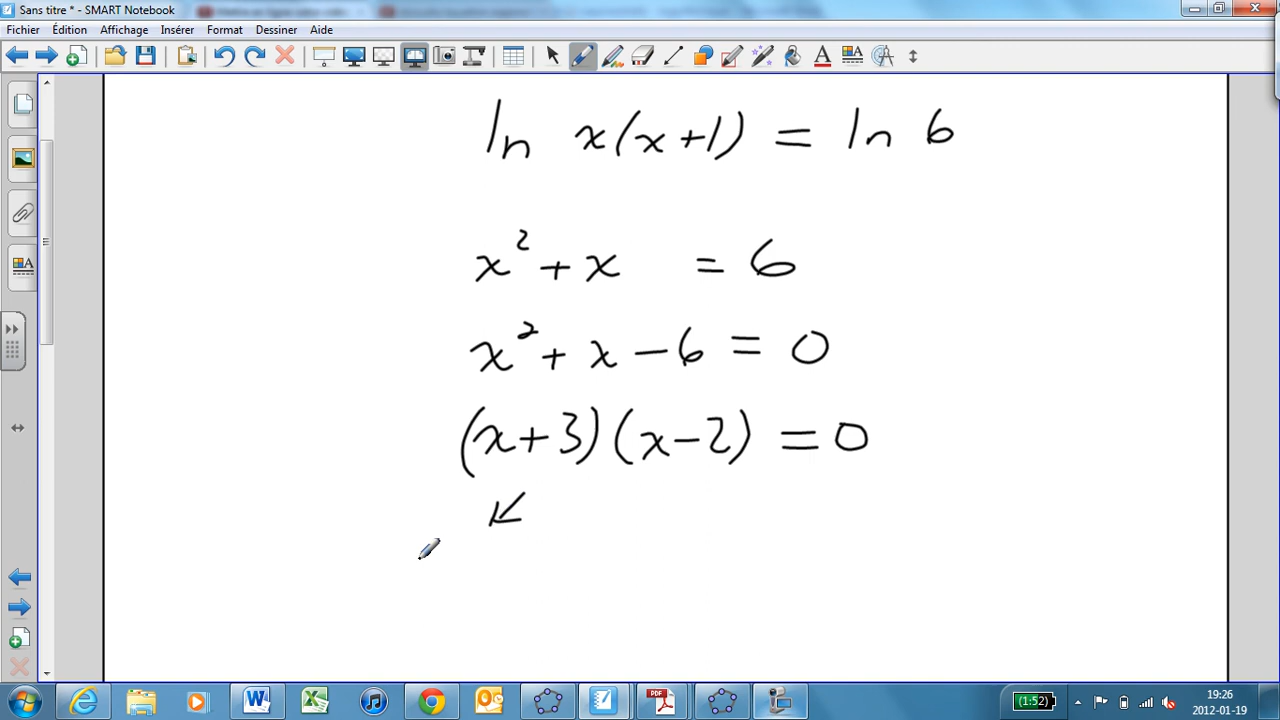 Sans titre * - SMART Notebook
Fichier Édition Affichage Insérer Format Dessiner Aide
ln x(x+1) = ln 6
x² + x = 6
x² + x - 6 = 0
(x+3)(x-2) = 0
(1:52)
19:26
2012-01-19